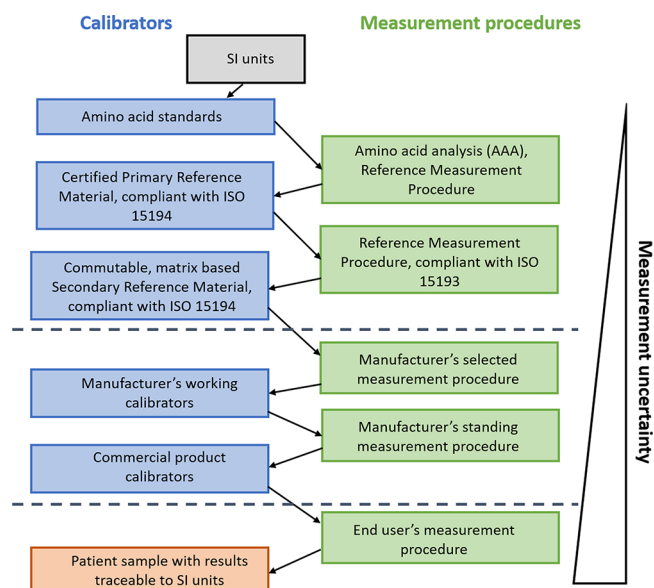 Calibrators
Measurement procedures
SI units
Amino acid standards
Amino acid analysis (AAA),
Reference Measurement
Procedure
Certified Primary Reference
Material, compliant with ISO
15194
Reference Measurement
Procedure, compliant with ISO
15193
Commutable, matrix based
Secondary Reference Material,
compliant with ISO 15194
Manufacturer's selected
measurement procedure
Manufacturer's working
calibrators
Manufacturer's standing
measurement procedure
Commercial product
calibrators
End user's measurement
procedure
Patient sample with results
traceable to SI units
Measurement uncertainty